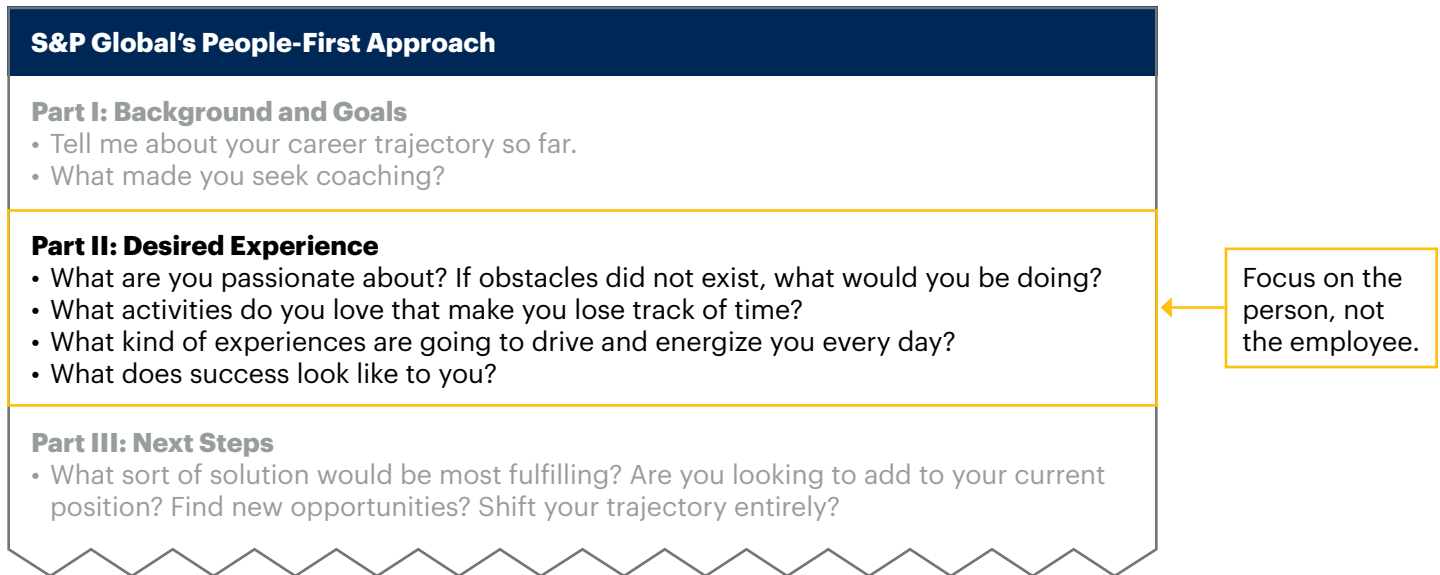 S&P Global’s People-First Approach
Part I: Background and Goals
• Tell me about your career trajectory so far.
• What made you seek coaching?
Part II: Desired Experience
• What are you passionate about? If obstacles did not exist, what would you be doing?
• What activities do you love that make you lose track of time?
• What kind of experiences are going to drive and energize you every day?
• What does success look like to you?
Focus on the
person, not
the employee.
Part III: Next Steps
• What sort of solution would be most fulfilling? Are you looking to add to your current
position? Find new opportunities? Shift your trajectory entirely?